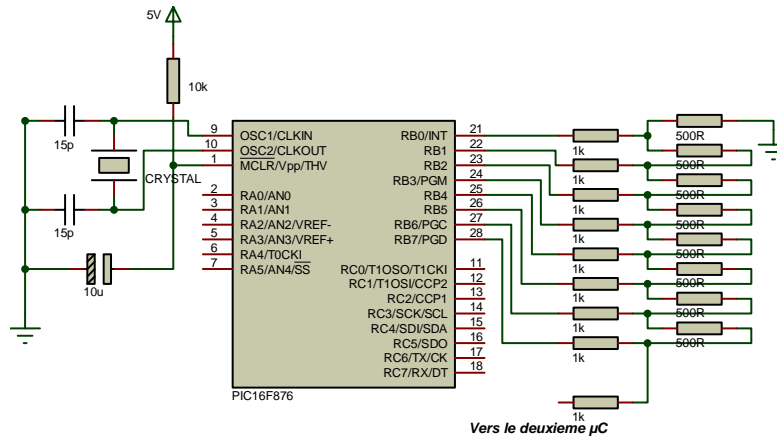 5V
10k
15p
CRYSTAL
15p
10u
9 OSC1/CLKIN
10 OSC2/CLKOUT
1 MCLR/Vpp/THV
2 RA0/AN0
3 RA1/AN1
4 RA2/AN2/VREF-
5 RA3/AN3/VREF+
6 RA4/T0CKI
7 RA5/AN4/SS
RB0/INT 21
RB1 22
RB2 23
RB3/PGM 24
RB4 25
RB5 26
RB6/PGC 27
RB7/PGD 28
RC0/T1OSO/T1CKI 11
RC1/T1OSI/CCP2 12
RC2/CCP1 13
RC3/SCK/SCL 14
RC4/SDI/SDA 15
RC5/SDO 16
RC6/TX/CK 17
RC7/RX/DT 18
PIC16F876
1k
1k
1k
1k
1k
1k
1k
1k
500R
500R
500R
500R
500R
500R
500R
500R
1k
Vers le deuxieme µC